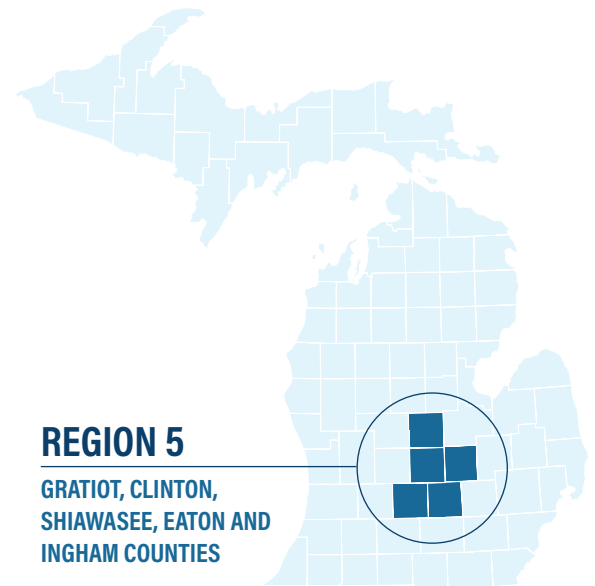 REGION 5
GRATIOT, CLINTON,
SHIAWASEE, EATON AND
INGHAM COUNTIES